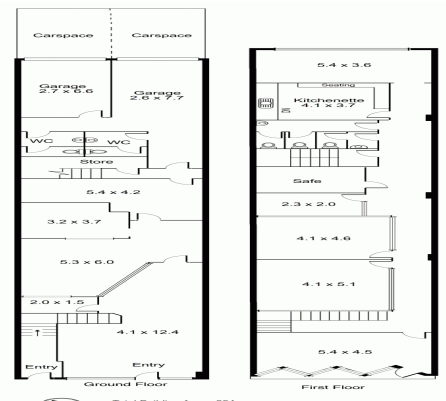 Carspace
Carspace
Garage
2.7 x 6.6
Garage
2.6 x 7.7
WC
WC
Store
5.4 x 4.2
3.2 x 3.7
5.3 x 6.0
2.0 x 1.5
4.1 x 12.4
Entry
Entry
Ground Floor
5.4 x 3.6
Seating
Kitchenette
4.1 x 3.7
Safe
2.3 x 2.0
4.1 x 4.6
4.1 x 5.1
5.4 x 4.5
First Floor